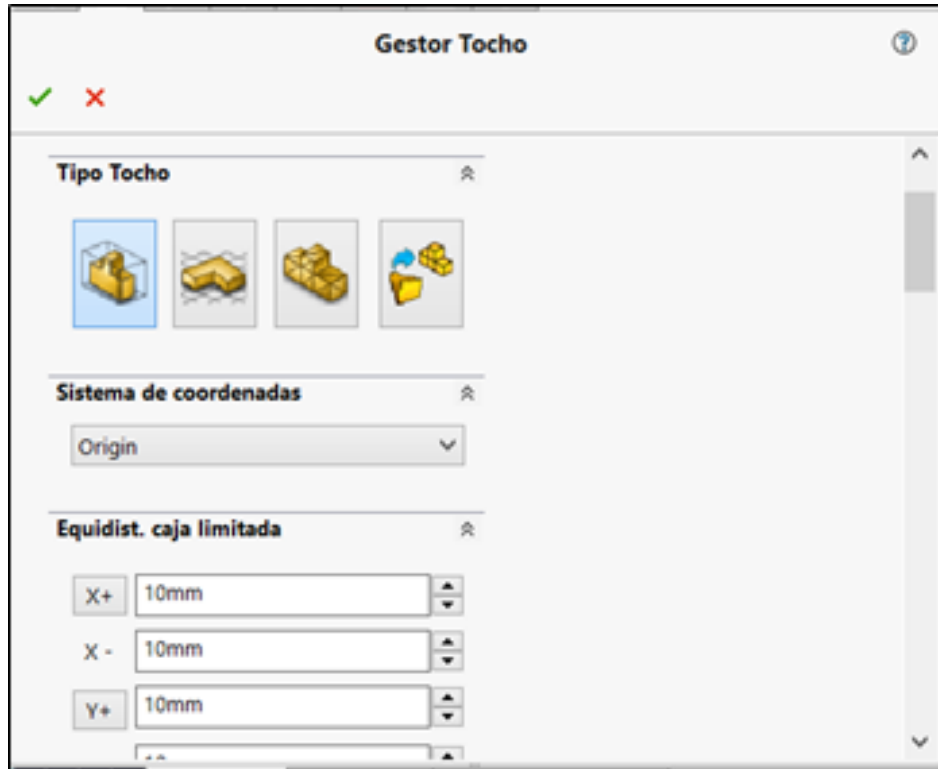 Gestor Tocho
Tipo Tocho
Sistema de coordenadas
Origin
Equidist. caja limitada
X+ 10mm
X - 10mm
Y+ 10mm